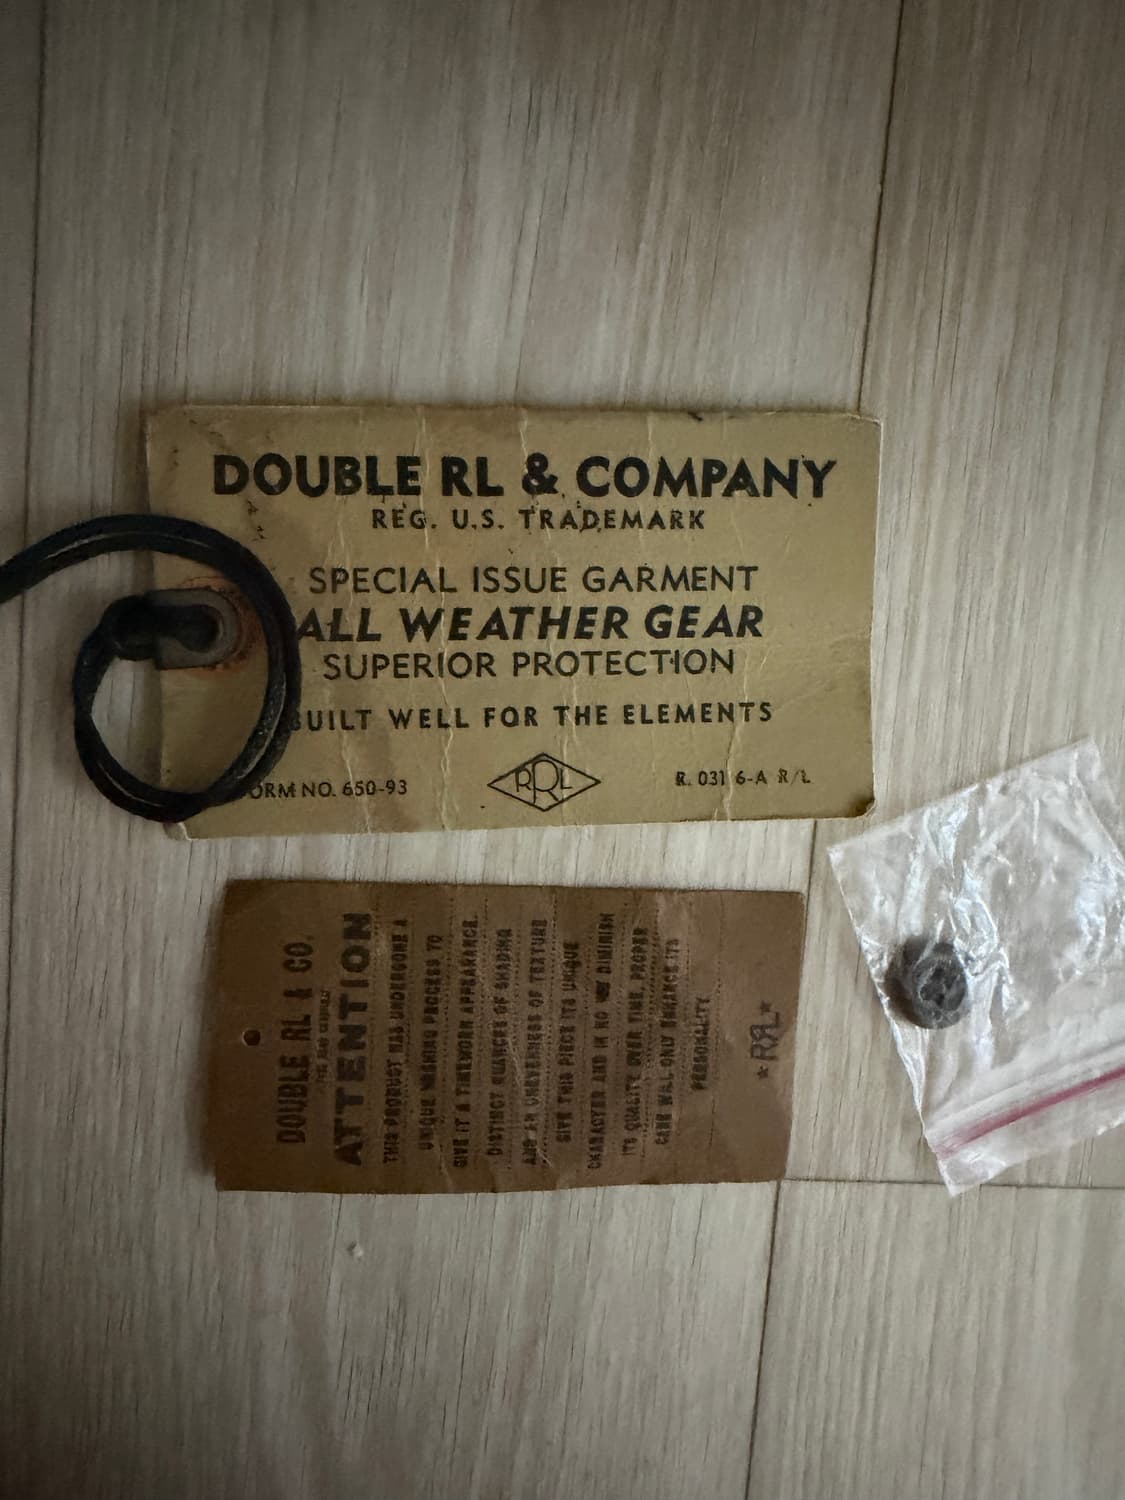 DOUBLE RL & COMPANY
REG. U.S. TRADEMARK
SPECIAL ISSUE GARMENT
ALL WEATHER GEAR
SUPERIOR PROTECTION
BUILT WELL FOR THE ELEMENTS
FORM NO. 650-93
RRL
R. 0316-A R/L
DOUBLE RL & CO.
ATTENTION
THIS PRODUCT HAS UNDERGONE A
UNIQUE WASHING PROCESS TO
GIVE IT A TIMEWORN APPEARANCE.
DISTINCT NUANCES OF SHADING
AND AN UNEVENNESS OF TEXTURE
GIVE THIS PIECE ITS UNIQUE
CHARACTER AND IN NO WAY DIMINISH
ITS QUALITY. OVER TIME, PROPER
CARE WILL ONLY ENHANCE ITS
PERSONALITY.
*RRL*